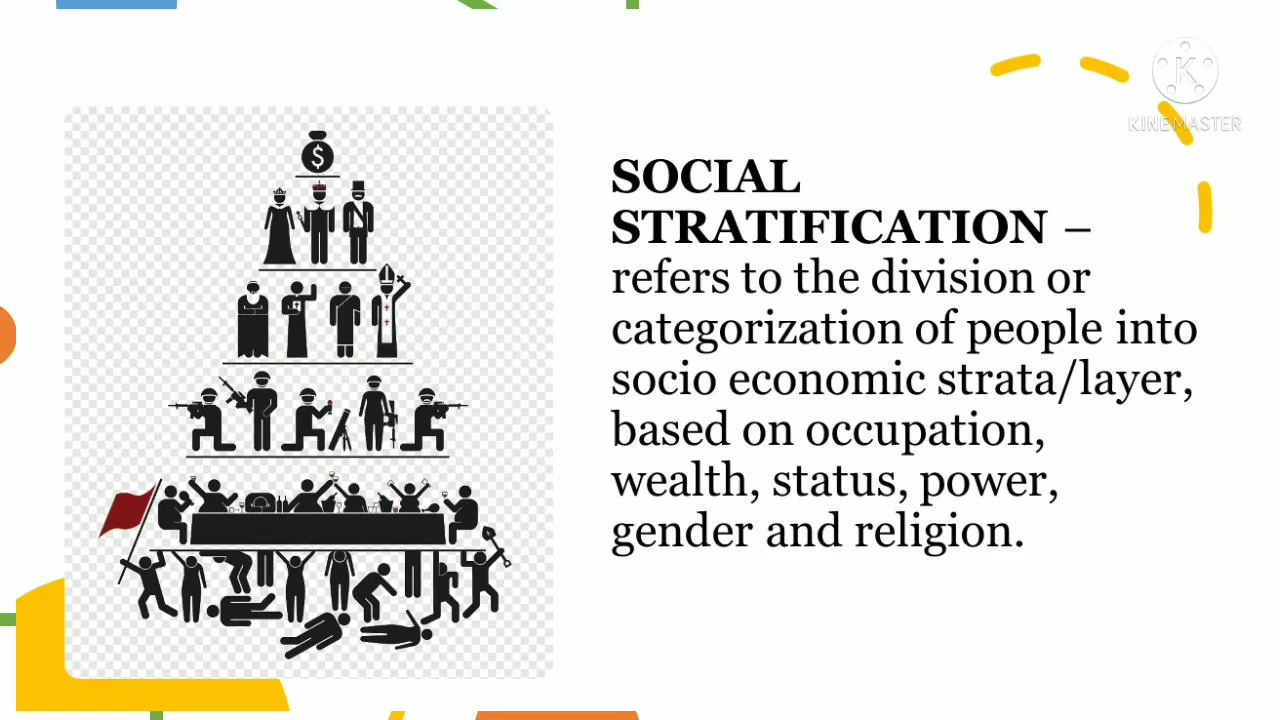 $
K
KINEMASTER
SOCIAL
STRATIFICATION –
refers to the division or
categorization of people into
socio economic strata/layer,
based on occupation,
wealth, status, power,
gender and religion.